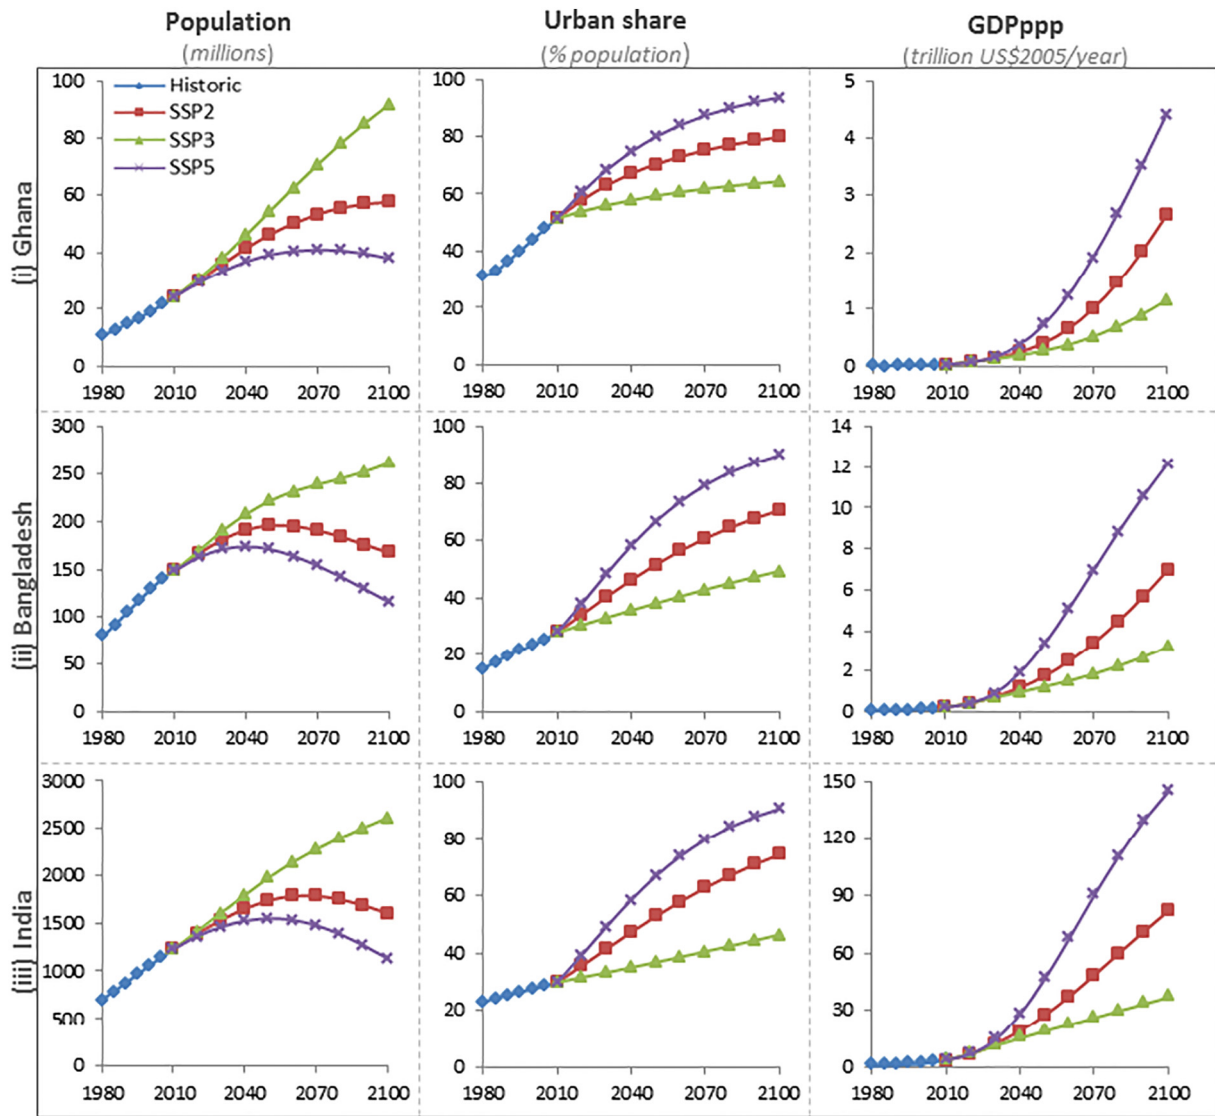 Population
(millions)
Urban share
(% population)
GDPppp
(trillion US$2005/year)
(i) Ghana
100
80
60
40
20
0
1980 2010 2040 2070 2100
Historic
SSP2
SSP3
SSP5
100
80
60
40
20
0
1980 2010 2040 2070 2100
5
4
3
2
1
0
1980 2010 2040 2070 2100
(ii) Bangladesh
300
250
200
150
100
50
0
1980 2010 2040 2070 2100
100
80
60
40
20
0
1980 2010 2040 2070 2100
14
12
10
8
6
4
2
0
1980 2010 2040 2070 2100
(iii) India
3000
2500
2000
1500
1000
500
0
1980 2010 2040 2070 2100
100
80
60
40
20
0
1980 2010 2040 2070 2100
150
120
90
60
30
0
1980 2010 2040 2070 2100